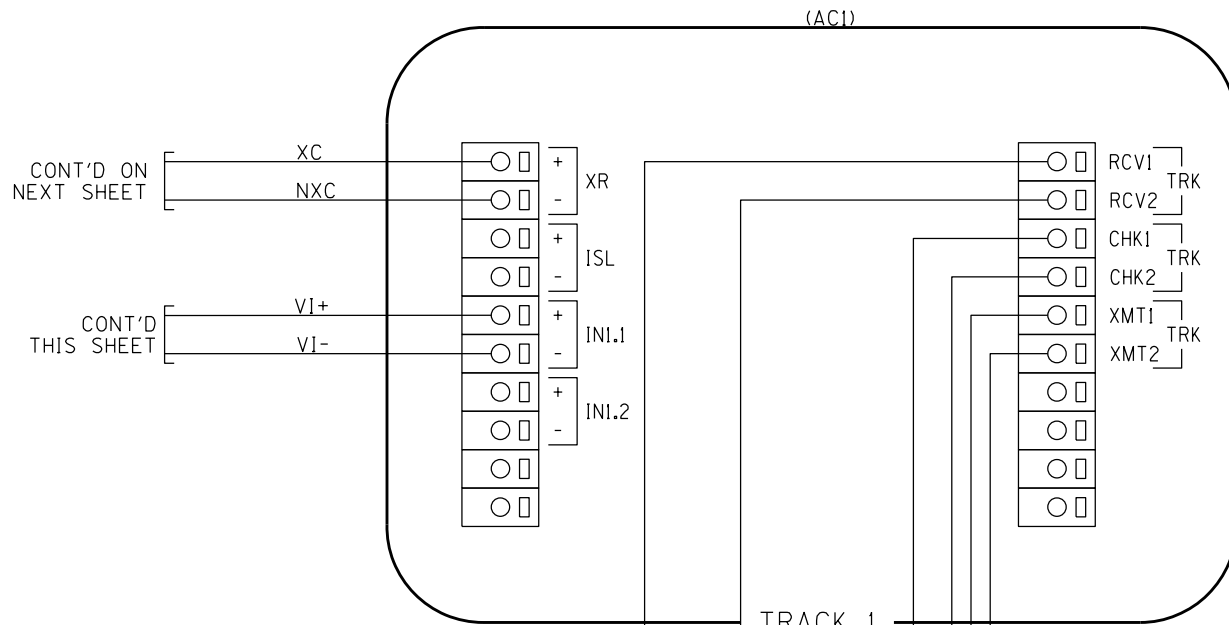 (AC1)
XC
CONT'D ON
NEXT SHEET
NXC
+
-
XR
+
-
ISL
VI+
CONT'D
THIS SHEET
VI-
+
-
IN1.1
+
-
IN1.2
RCV1
RCV2
TRK
CHK1
CHK2
TRK
XMT1
XMT2
TRK
TRACK 1